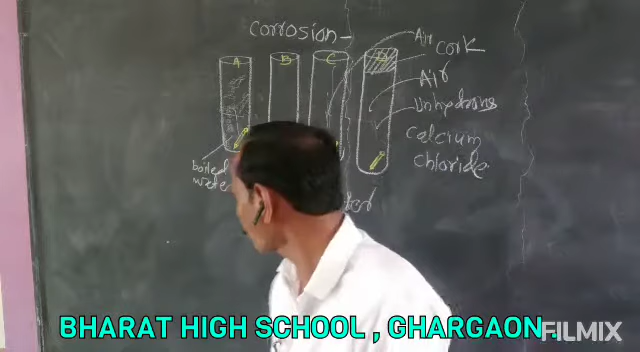 Corrosion -
Air
Cork
A B C D
Air
Unhydrous
Calcium
Chloride
boiled
water
BHARAT HIGH SCHOOL , GHARGAON .
FILMIX